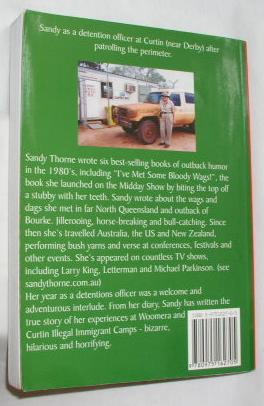 Sandy as a detention officer at Curtin (near Derby) after
patrolling the perimeter.
Sandy Thorne wrote six best-selling books of outback humor
in the 1980's, including "I've Met Some Bloody Wags!", the
book she launched on the Midday Show by biting the top off
a stubby with her teeth. Sandy wrote about the wags and
dags she met in far North Queensland and outback of
Bourke. Jillerooing, horse-breaking and bull-catching. Since
then she's travelled Australia, the US and New Zealand,
performing bush yarns and verse at conferences, festivals and
other events. She's appeared on countless TV shows,
including Larry King, Letterman and Michael Parkinson. (see
sandythorne.com.au)
Her year as a detentions officer was a welcome and
adventurous interlude. From her diary, Sandy has written the
true story of her experiences at Woomera and
Curtin Illegal Immigrant Camps - bizarre,
hilarious and horrifying.